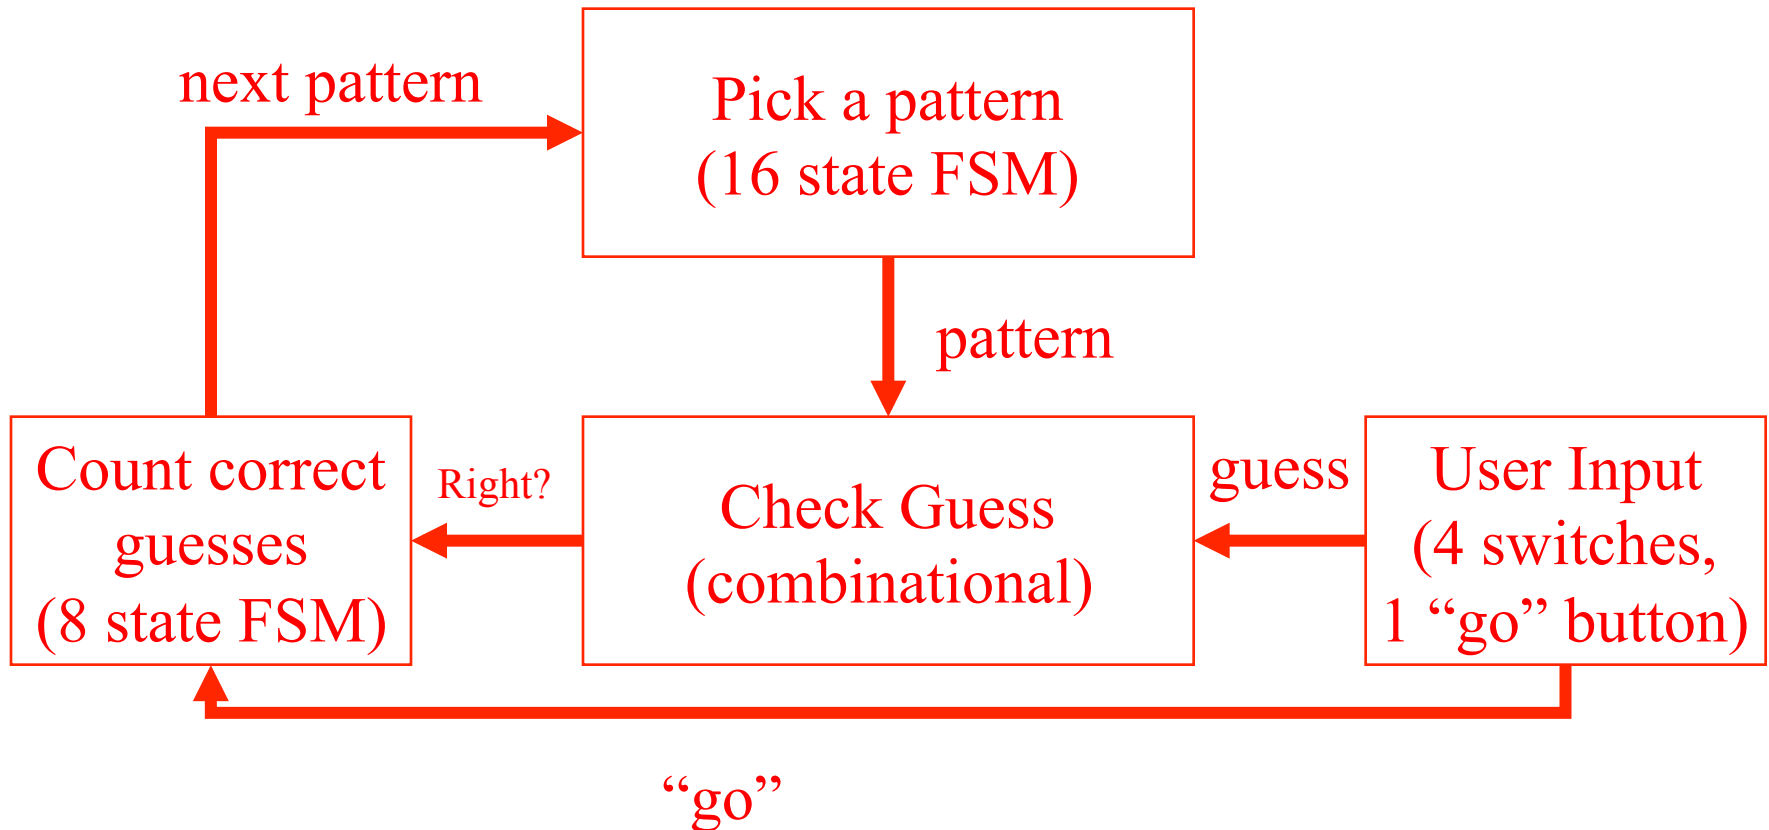 next pattern
Pick a pattern
(16 state FSM)
pattern
Count correct
guesses
(8 state FSM)
Right?
Check Guess
(combinational)
guess
User Input
(4 switches,
1 “go” button)
“go”